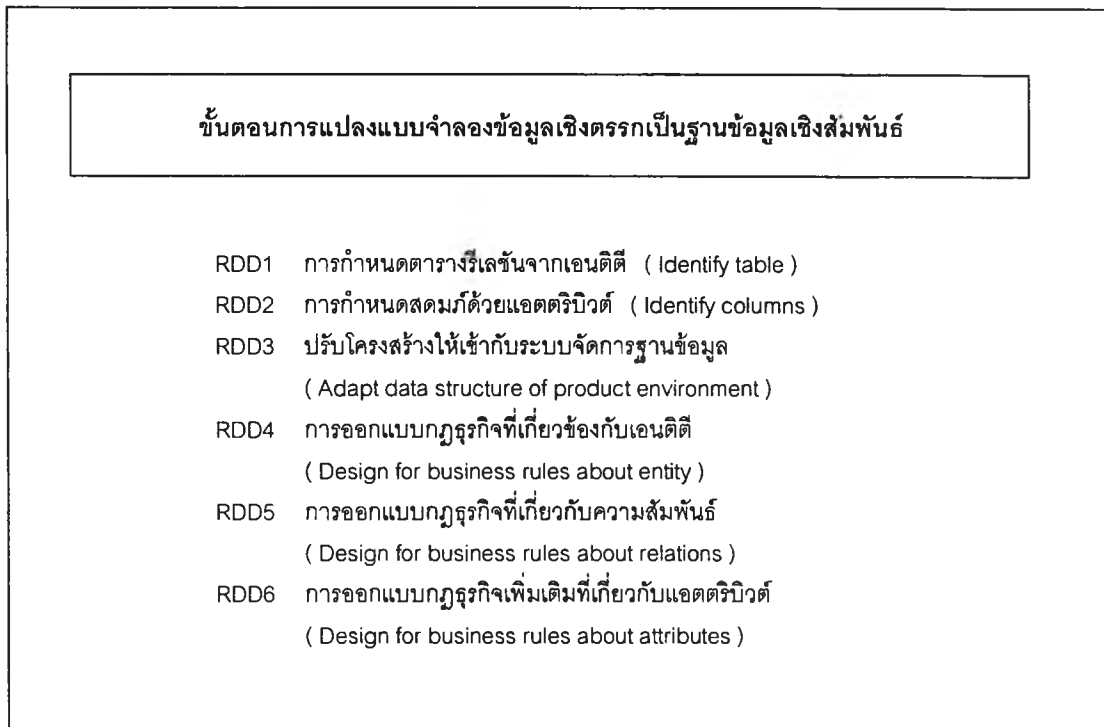 ขั้นตอนการแปลงแบบจำลองข้อมูลเชิงตรรกเป็นฐานข้อมูลเชิงสัมพันธ์
RDD1 การกำหนดตารางรีเลชันจากเอนติตี ( Identify table )
RDD2 การกำหนดสดมภ์ด้วยแอตตริบิวต์ ( Identify columns )
RDD3 ปรับโครงสร้างให้เข้ากับระบบจัดการฐานข้อมูล
( Adapt data structure of product environment )
RDD4 การออกแบบกฎธุรกิจที่เกี่ยวข้องกับเอนติตี
( Design for business rules about entity )
RDD5 การออกแบบกฎธุรกิจที่เกี่ยวกับความสัมพันธ์
( Design for business rules about relations )
RDD6 การออกแบบกฎธุรกิจเพิ่มเติมที่เกี่ยวกับแอตตริบิวต์
( Design for business rules about attributes )